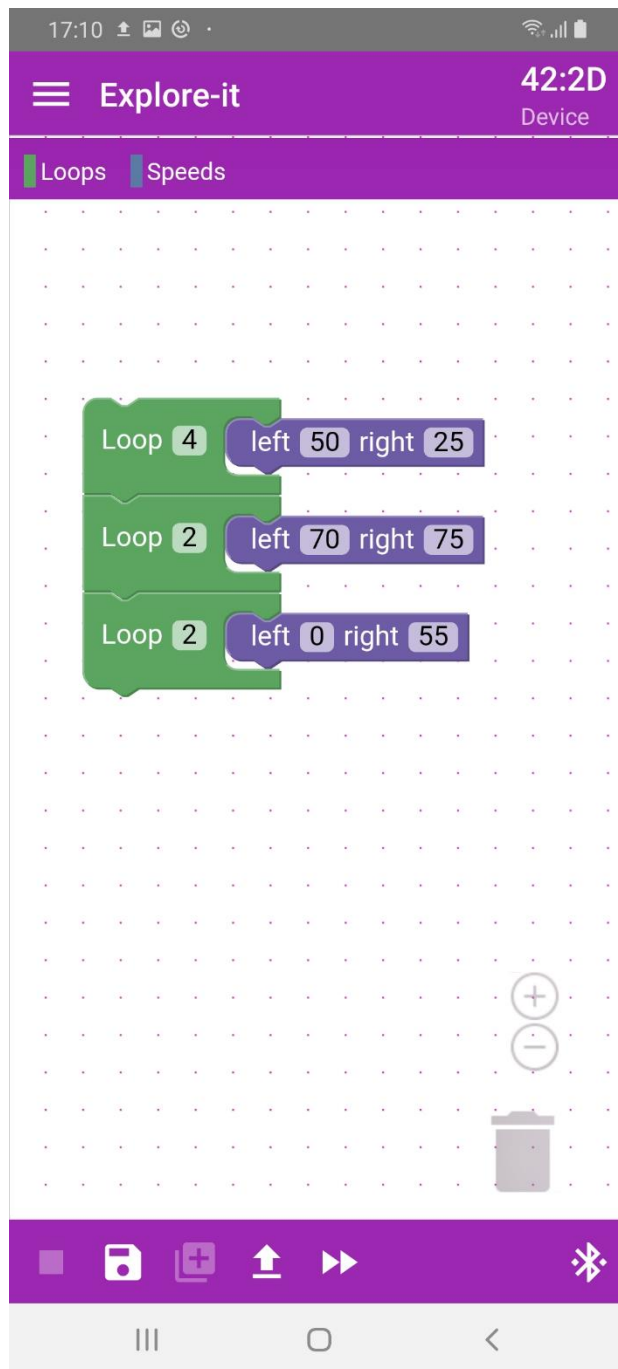 17:10
Explore-it
42:2D
Device
Loops Speeds
Loop 4 left 50 right 25
Loop 2 left 70 right 75
Loop 2 left 0 right 55